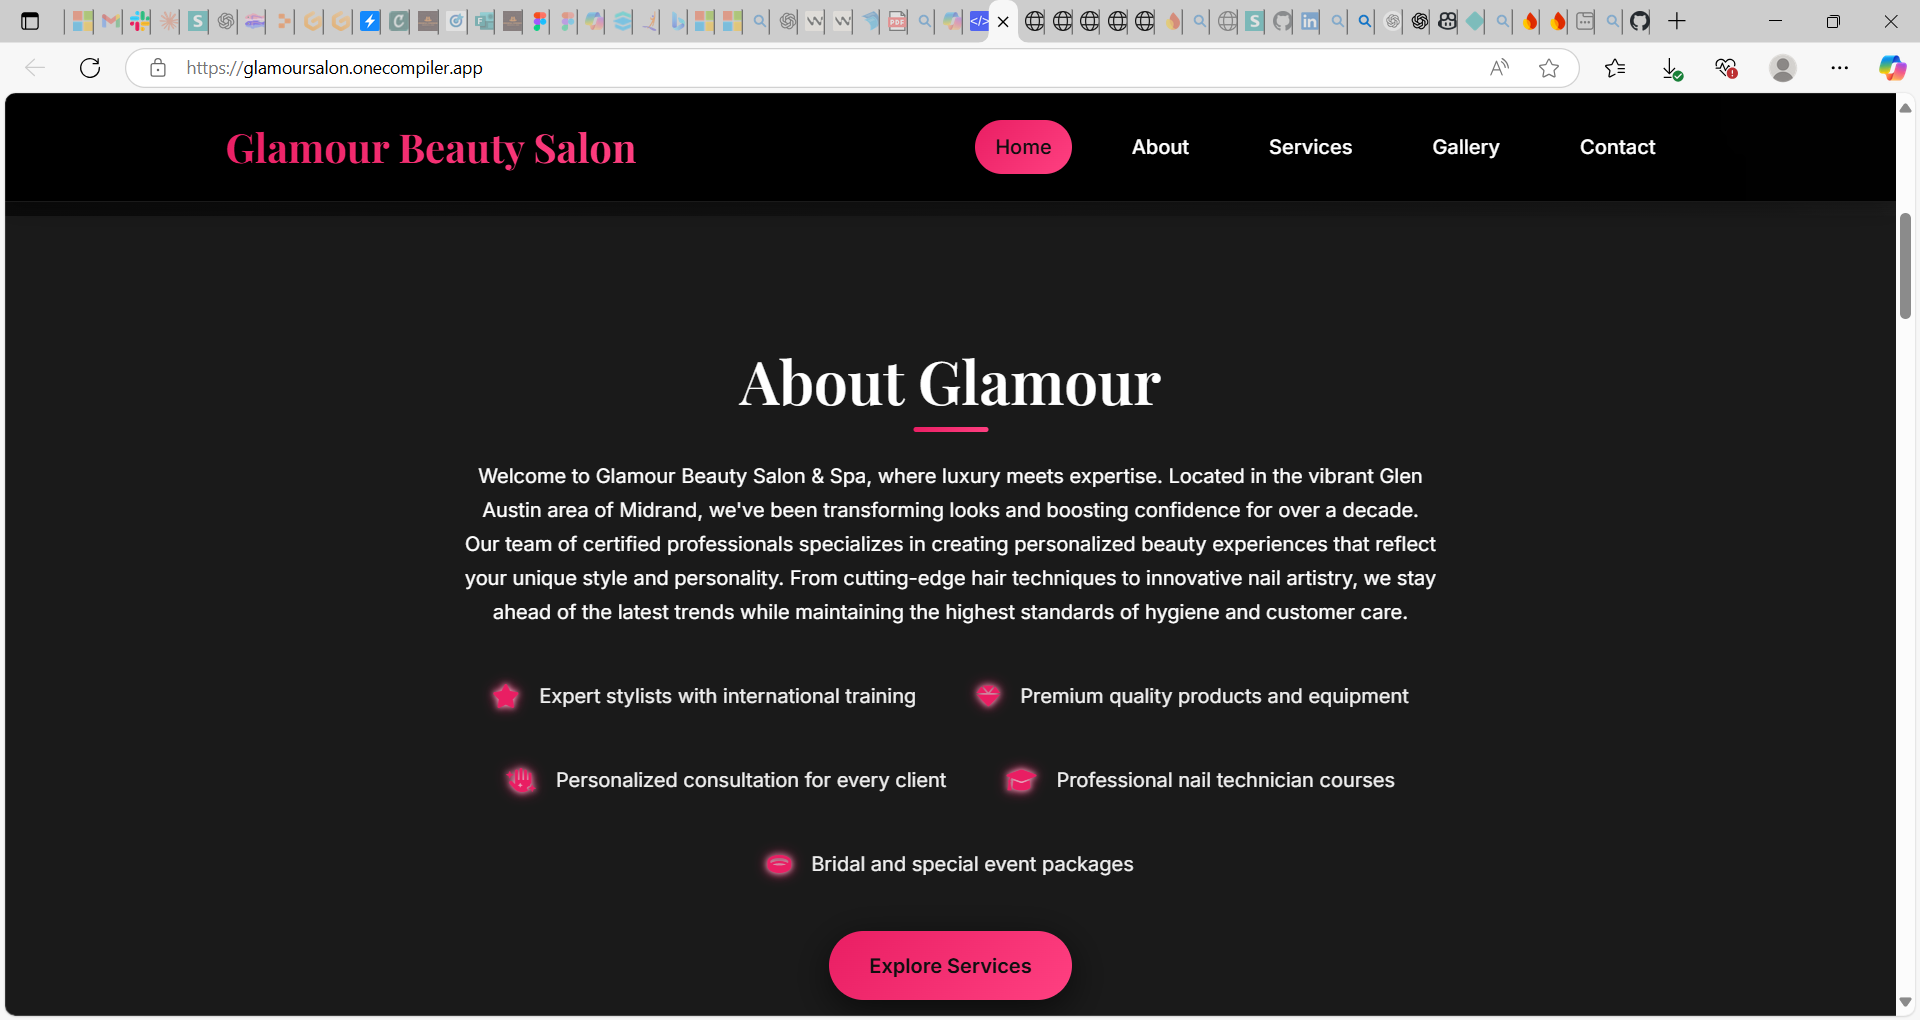 https://glamoursalon.onecompiler.app
Glamour Beauty Salon
Home
About
Services
Gallery
Contact
About Glamour
Welcome to Glamour Beauty Salon & Spa, where luxury meets expertise. Located in the vibrant Glen
Austin area of Midrand, we've been transforming looks and boosting confidence for over a decade.
Our team of certified professionals specializes in creating personalized beauty experiences that reflect
your unique style and personality. From cutting-edge hair techniques to innovative nail artistry, we stay
ahead of the latest trends while maintaining the highest standards of hygiene and customer care.
Expert stylists with international training
Premium quality products and equipment
Personalized consultation for every client
Professional nail technician courses
Bridal and special event packages
Explore Services